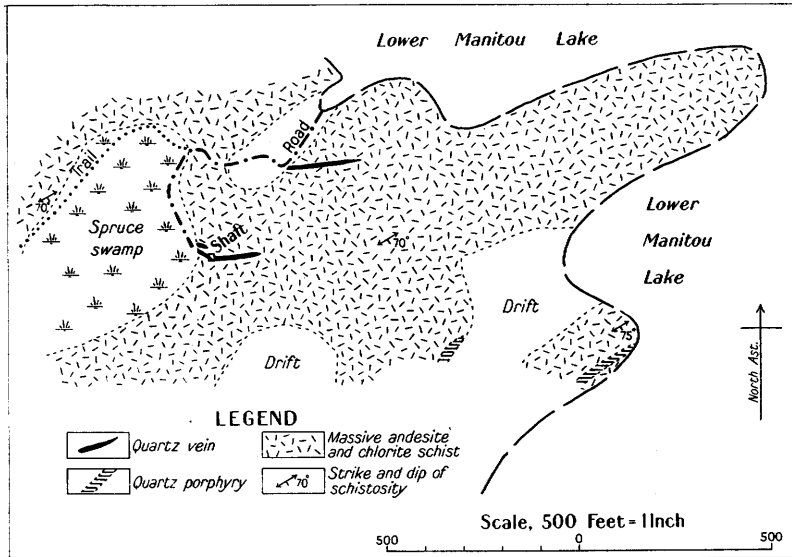 Lower Manitou Lake
Road
Trail
70°
Spruce
swamp
Shaft
70°
Lower
Manitou
Lake
Drift
Drift
75°
North Ast.
LEGEND
Quartz vein
Massive andesite
and chlorite schist
Quartz porphyry
70°
Strike and dip of
schistosity
Scale, 500 Feet = 1 Inch
500 0 500